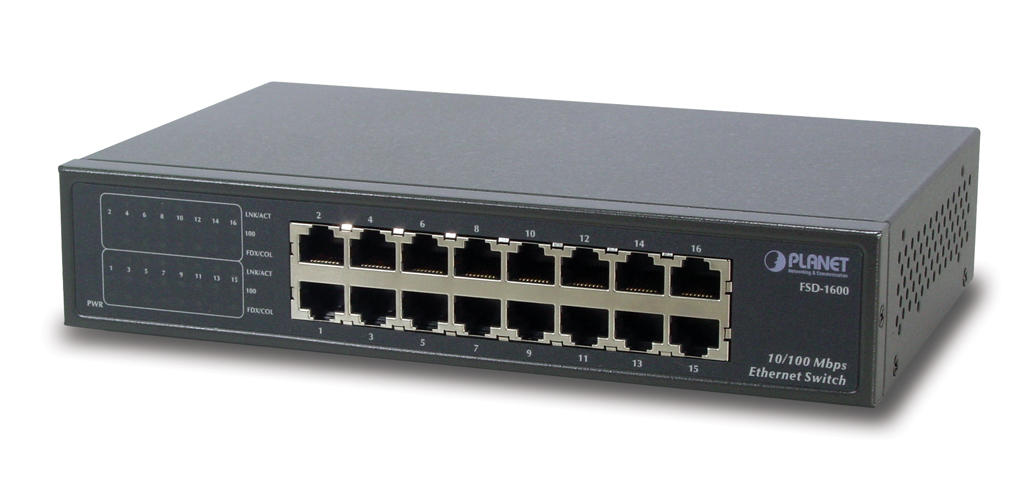 2 4 6 8 10 12 14 16 LNK/ACT
100
FDX/COL
1 3 5 7 9 11 13 15 LNK/ACT
100
PWR FDX/COL
2 4 6 8 10 12 14 16
1 3 5 7 9 11 13 15
PLANET
Networking & Communication
FSD-1600
10/100 Mbps
Ethernet Switch